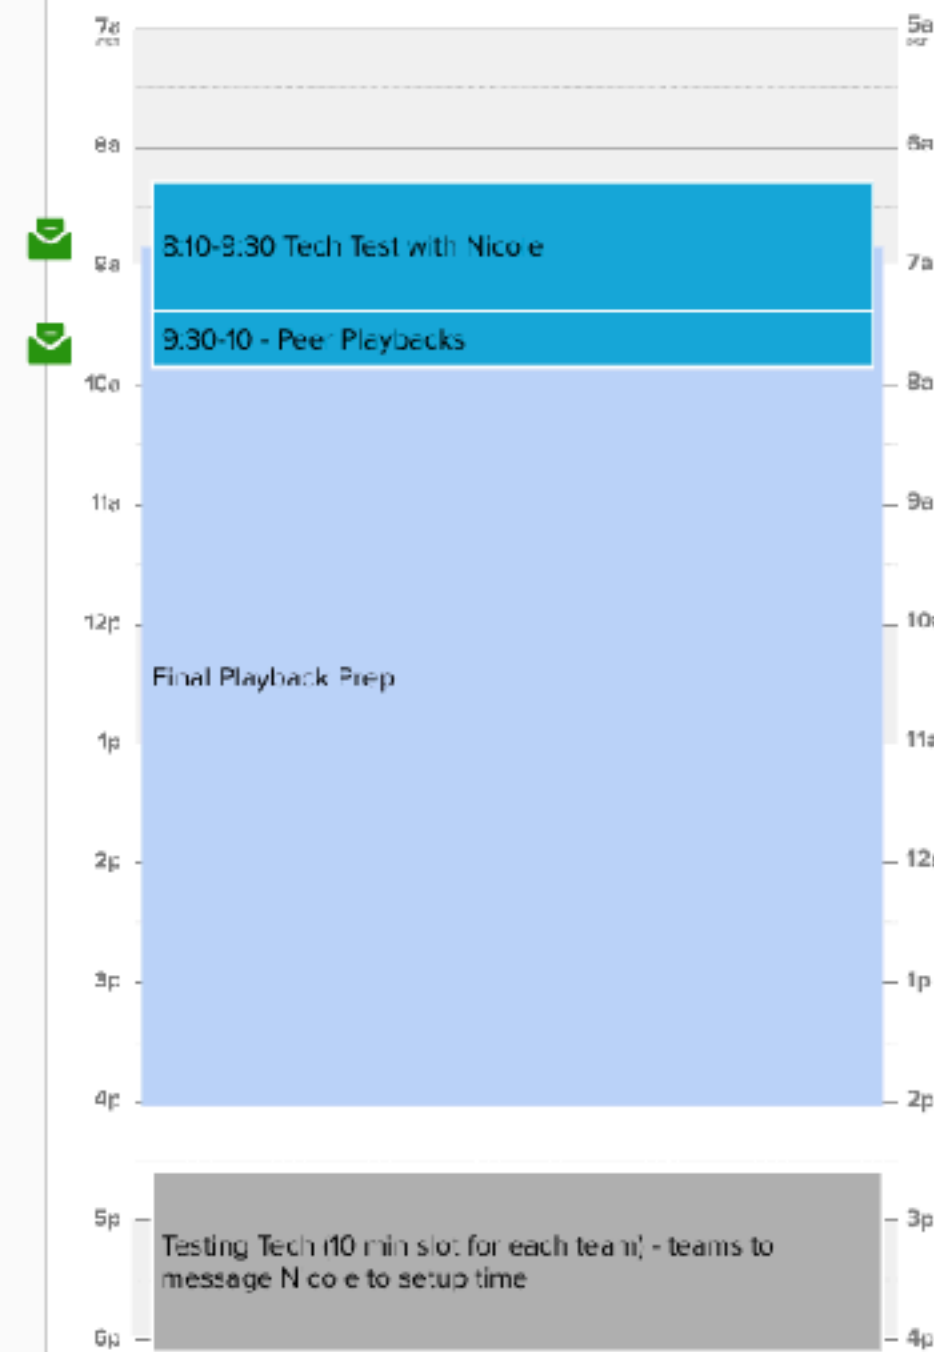 7a
5a
8a
6a
8:10-9:30 Tech Test with Nicole
9a
7a
9:30-10 - Peer Playbacks
10a
8a
11a
9a
12p
10
Final Playback Prep
1p
11a
2p
12
3p
1p
4p
2p
5p
3p
Testing Tech (10 min slot for each team) - teams to
message Nicole to setup time
6p
4p